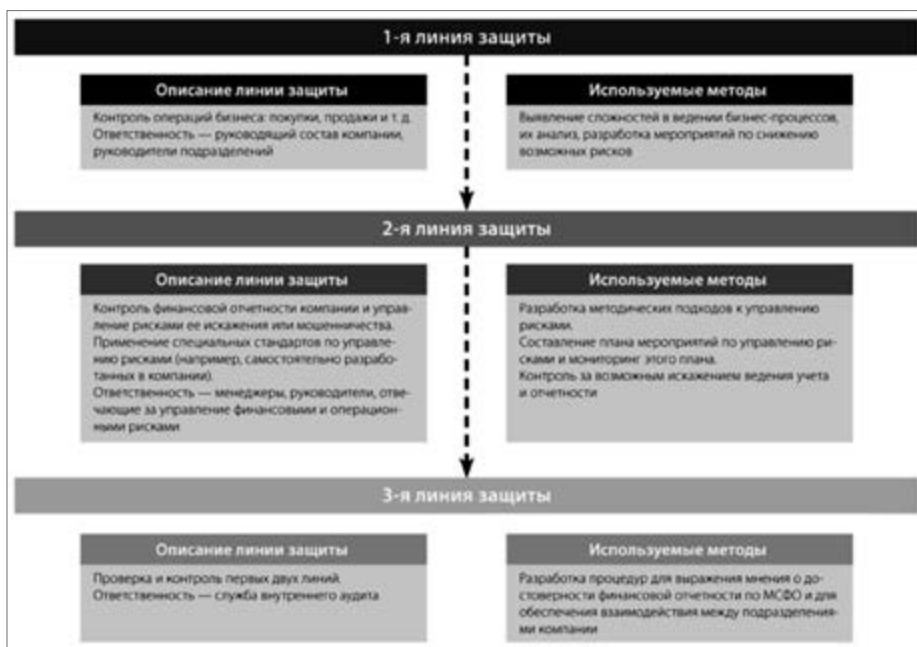 1-я линия защиты
Описание линии защиты
Контроль операций бизнеса: покупки, продажи и т. д.
Ответственность — руководящий состав компании,
руководители подразделений
Используемые методы
Выявление сложностей в ведении бизнес-процессов,
их анализ, разработка мероприятий по снижению
возможных рисков
2-я линия защиты
Описание линии защиты
Контроль финансовой отчетности компании и управ-
ление рисками ее искажения или мошенничества.
Применение специальных стандартов по управле-
нию рисками (например, самостоятельно разрабо-
танных в компании).
Ответственность — менеджеры, руководители, отве-
чающие за управление финансовыми и операцион-
ными рисками
Используемые методы
Разработка методических подходов к управлению
рисками.
Составление плана мероприятий по управлению ри-
сками и мониторинг этого плана.
Контроль за возможным искажением ведения учета
и отчетности
3-я линия защиты
Описание линии защиты
Проверка и контроль первых двух линий.
Ответственность — служба внутреннего аудита
Используемые методы
Разработка процедур для выражения мнения о до-
стоверности финансовой отчетности по МСФО и для
обеспечения взаимодействия между подразделени-
ями компании